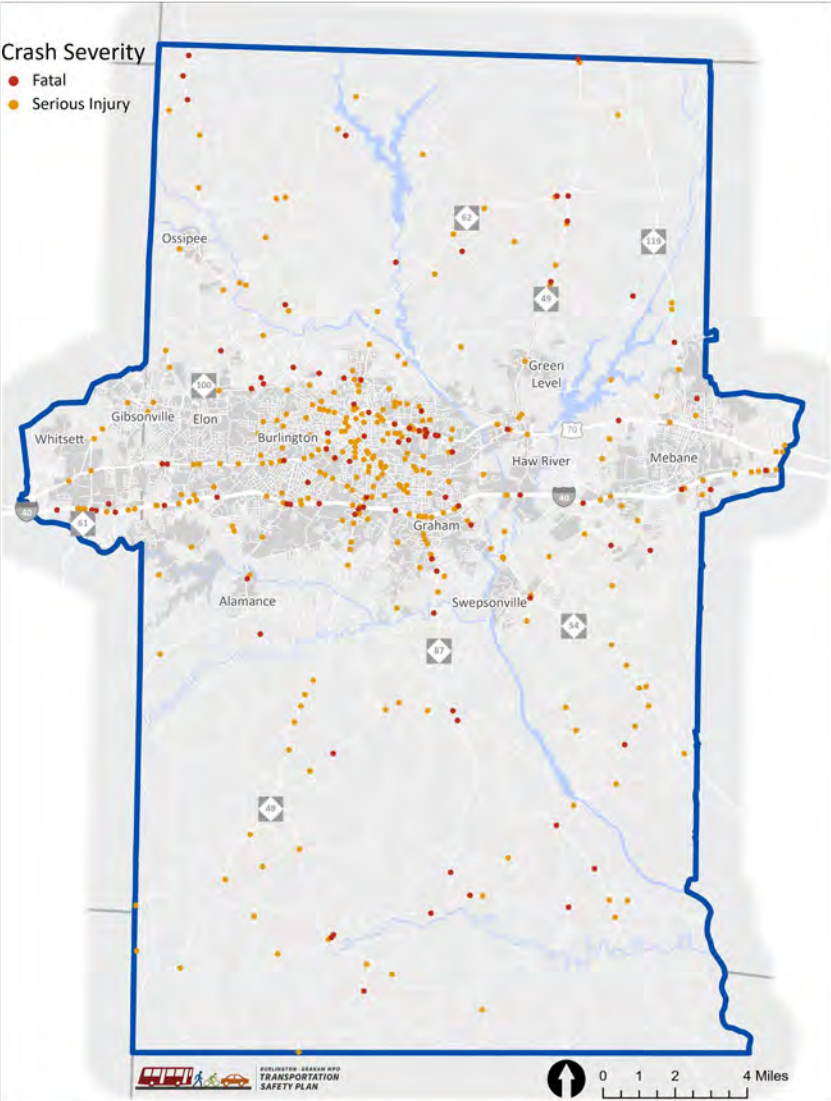 Crash Severity
Fatal
Serious Injury
62
Ossipee
119
49
Green
Level
100
Gibsonville
Elon
70
Whitsett
Burlington
Haw River
Mebane
40
40
61
Graham
Alamance
Swepsonville
54
87
49
BURLINGTON - GRAHAM MPO
TRANSPORTATION
SAFETY PLAN
0 1 2 4 Miles